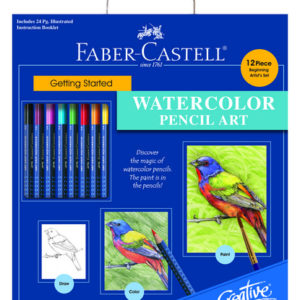 Includes 24 Pg, Illustrated
Instruction Booklet
FABER-CASTELL
since 1761
12 Piece
Beginning
Artist's Set
Getting Started
WATERCOLOR
PENCIL ART
Discover
the magic of
watercolor pencils.
The paint is in
the pencils!
Paint
Draw
Color
Creative